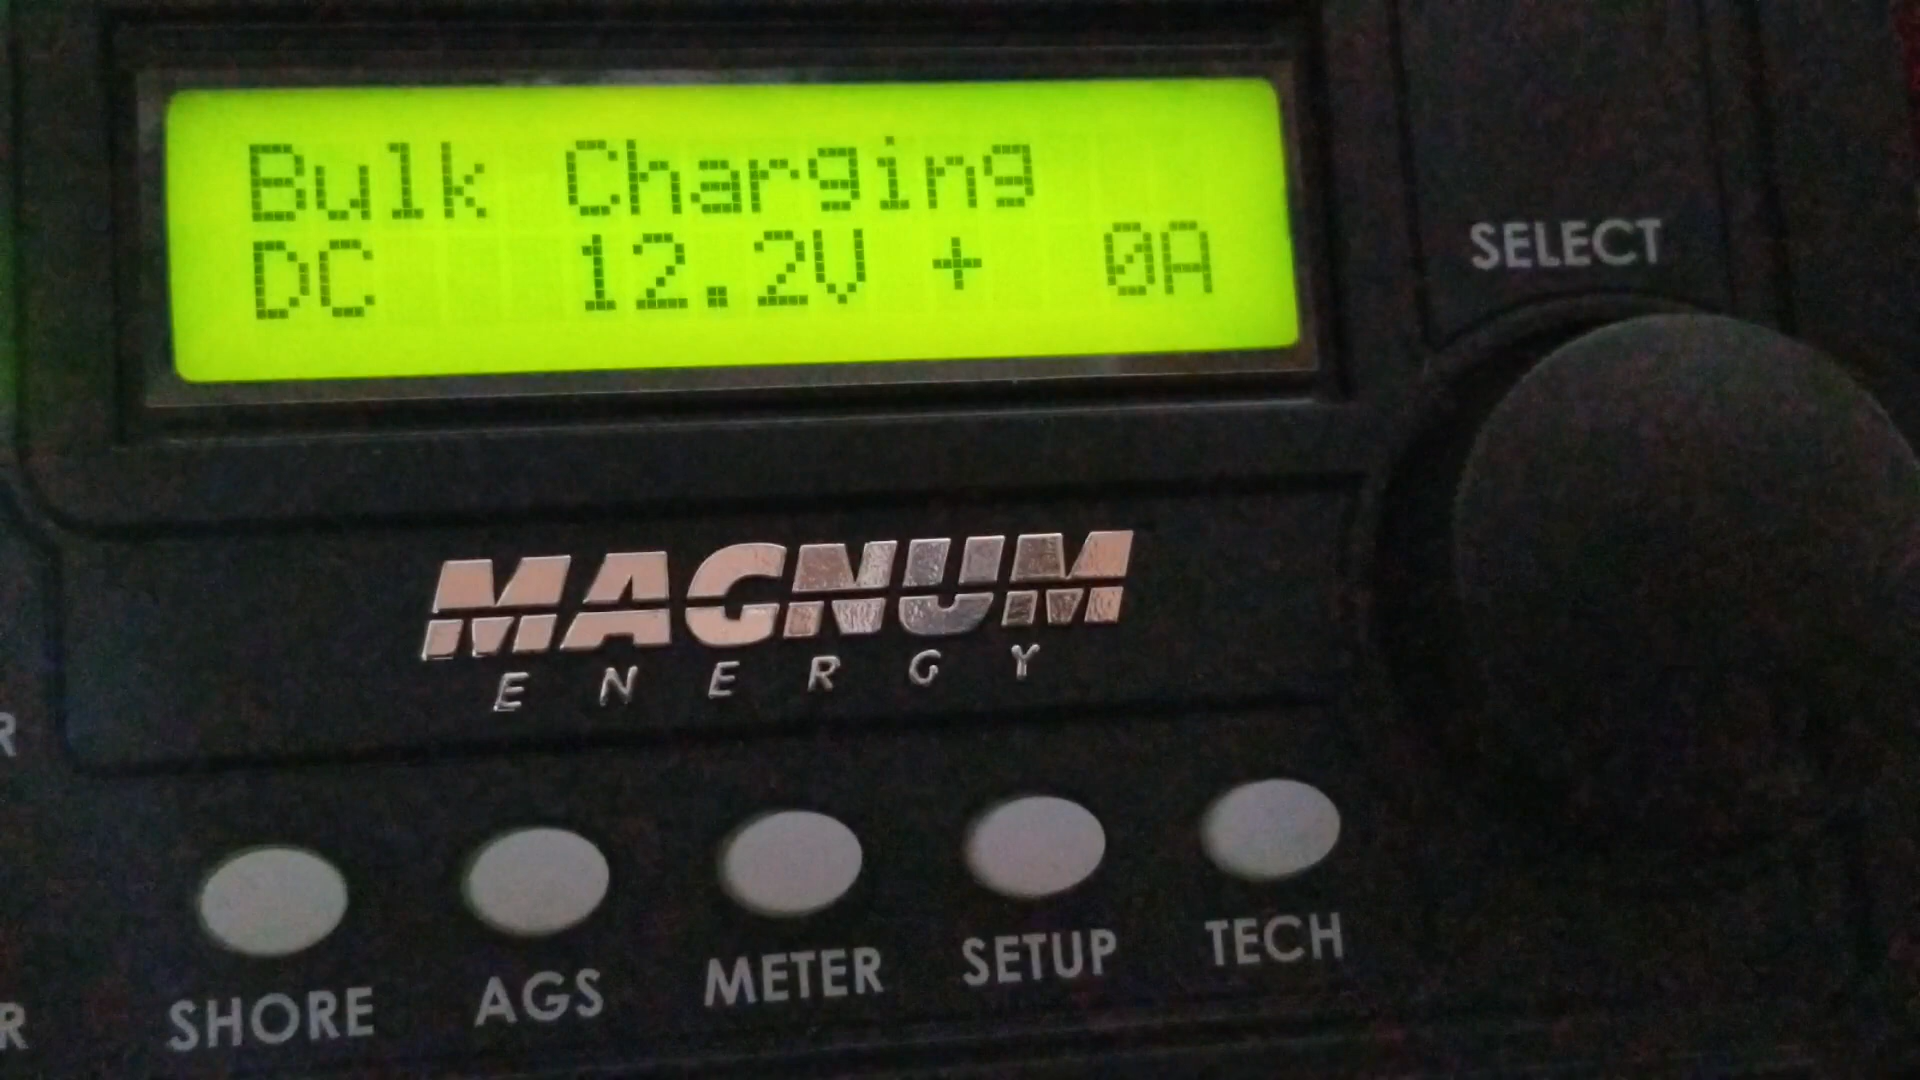 Bulk Charging
DC 12.2V + 0A
SELECT
MAGNUM
ENERGY
R
R
SHORE
AGS
METER
SETUP
TECH